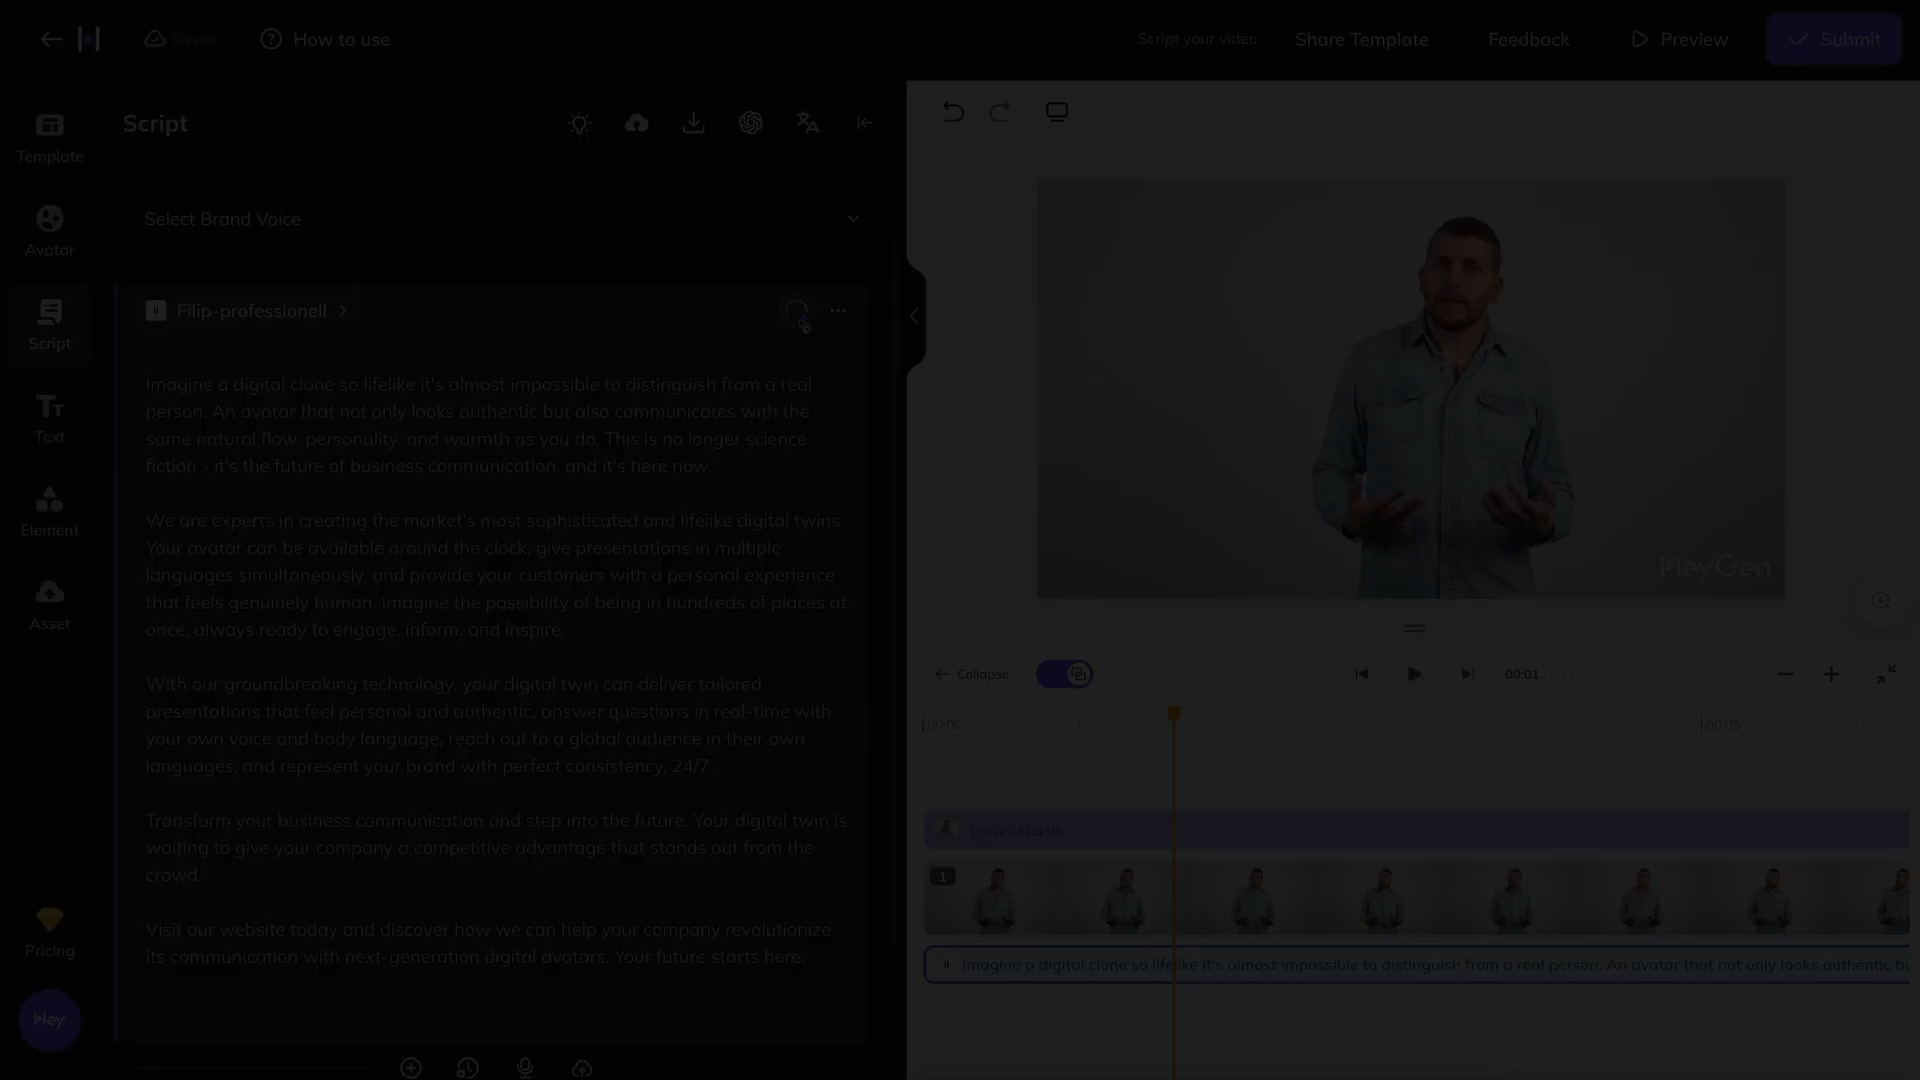 Saved
How to use
Script your video
Share Template
Feedback
Preview
Submit
Template
Avatar
Script
Text
Element
Asset
Pricing
Hey
Script
Select Brand Voice
Filip-professionell
Imagine a digital clone so lifelike it's almost impossible to distinguish from a real
person. An avatar that not only looks authentic but also communicates with the
same natural flow, personality, and warmth as you do. This is no longer science
fiction - it's the future of business communication, and it's here now.
We are experts in creating the market's most sophisticated and lifelike digital twins.
Your avatar can be available around the clock, give presentations in multiple
languages simultaneously, and provide your customers with a personal experience
that feels genuinely human. Imagine the possibility of being in hundreds of places at
once, always ready to engage, inform, and inspire.
With our groundbreaking technology, your digital twin can deliver tailored
presentations that feel personal and authentic, answer questions in real-time with
your own voice and body language, reach out to a global audience in their own
languages, and represent your brand with perfect consistency, 24/7.
Transform your business communication and step into the future. Your digital twin is
waiting to give your company a competitive advantage that stands out from the
crowd.
Visit our website today and discover how we can help your company revolutionize
its communication with next-generation digital avatars. Your future starts here.
HeyGen
Collapse
00:01
00:00
00:05
1
Imagine a digital clone so lifelike it's almost impossible to distinguish from a real person. An avatar that not only looks authentic bu